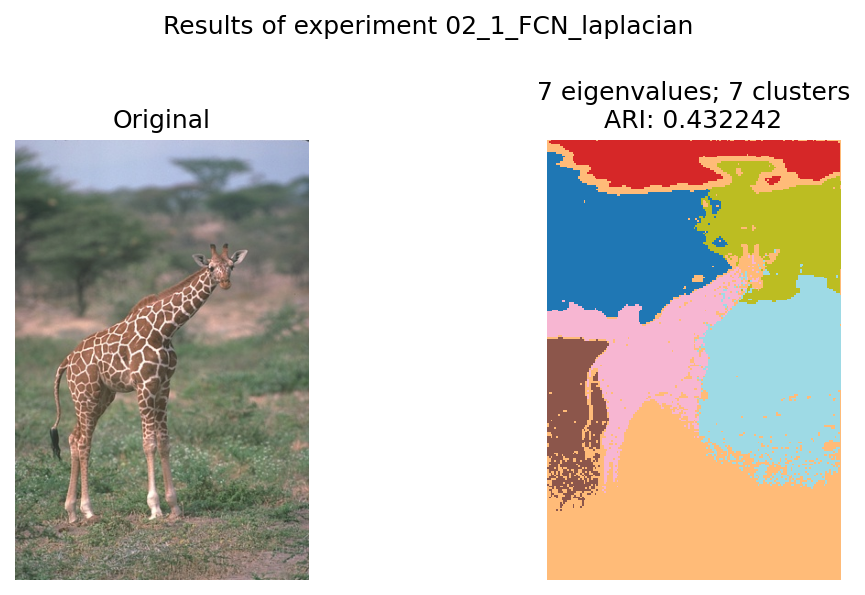 Results of experiment 02_1_FCN_laplacian
Original
7 eigenvalues; 7 clusters
ARI: 0.432242